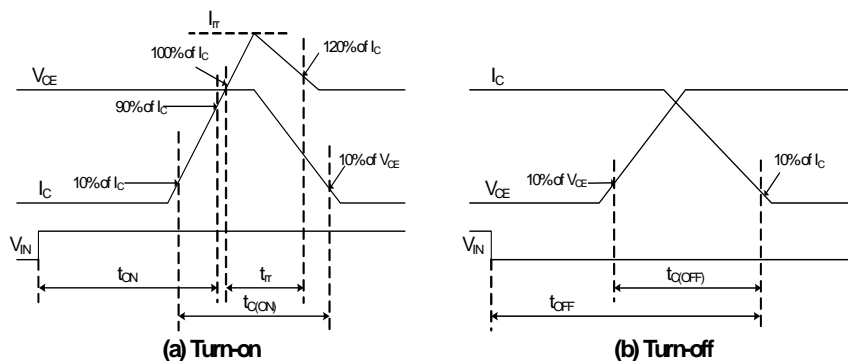 Irr
100% of IC
120% of IC
VCE
90% of IC
10% of IC
10% of VCE
IC
VIN
tON
trr
tC(ON)
(a) Turn-on
IC
10% of VCE
10% of IC
VCE
VIN
tC(OFF)
tOFF
(b) Turn-off